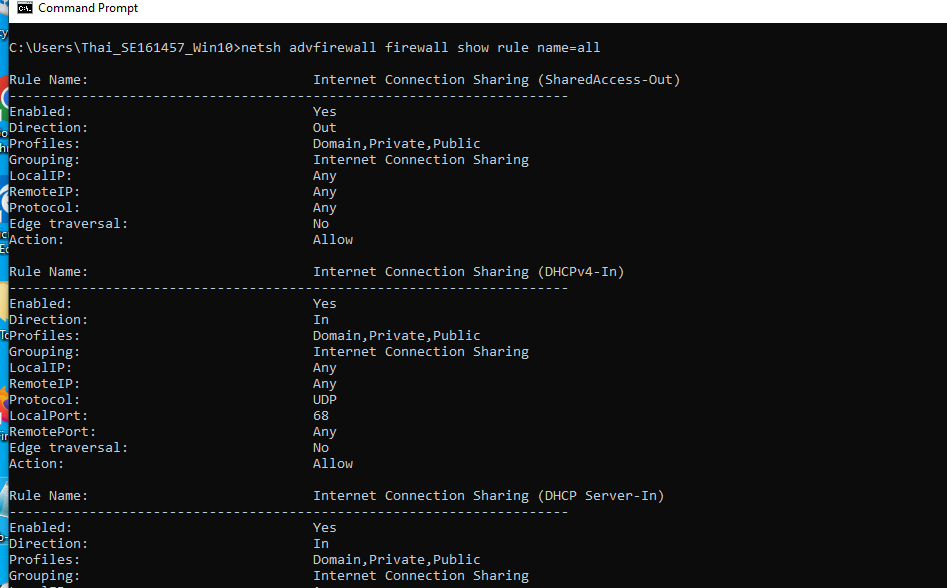 Command Prompt
C:\Users\Thai_SE161457_Win10>netsh advfirewall firewall show rule name=all
Rule Name: Internet Connection Sharing (SharedAccess-Out)
----------------------------------------------------------------------
Enabled: Yes
Direction: Out
Profiles: Domain,Private,Public
Grouping: Internet Connection Sharing
LocalIP: Any
RemoteIP: Any
Protocol: Any
Edge traversal: No
Action: Allow
Rule Name: Internet Connection Sharing (DHCPv4-In)
----------------------------------------------------------------------
Enabled: Yes
Direction: In
Profiles: Domain,Private,Public
Grouping: Internet Connection Sharing
LocalIP: Any
RemoteIP: Any
Protocol: UDP
LocalPort: 68
RemotePort: Any
Edge traversal: No
Action: Allow
Rule Name: Internet Connection Sharing (DHCP Server-In)
----------------------------------------------------------------------
Enabled: Yes
Direction: In
Profiles: Domain,Private,Public
Grouping: Internet Connection Sharing